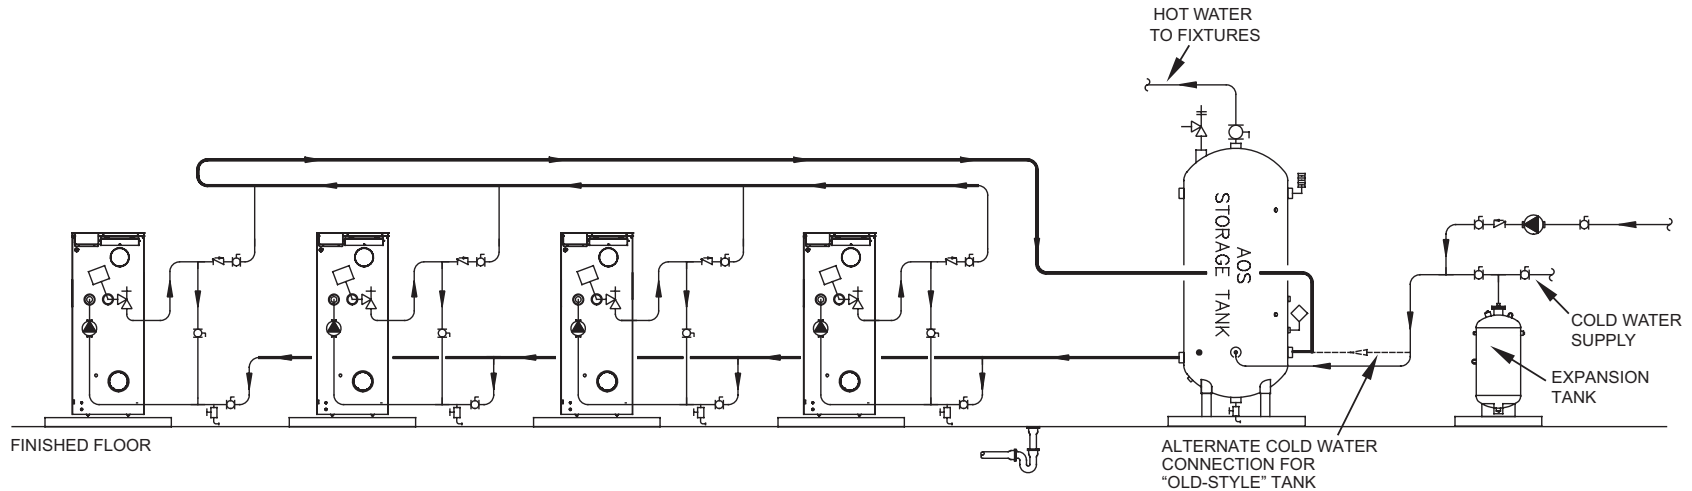 HOT WATER
TO FIXTURES
AOS
STORAGE TANK
COLD WATER
SUPPLY
EXPANSION
TANK
FINISHED FLOOR
ALTERNATE COLD WATER
CONNECTION FOR
“OLD-STYLE” TANK